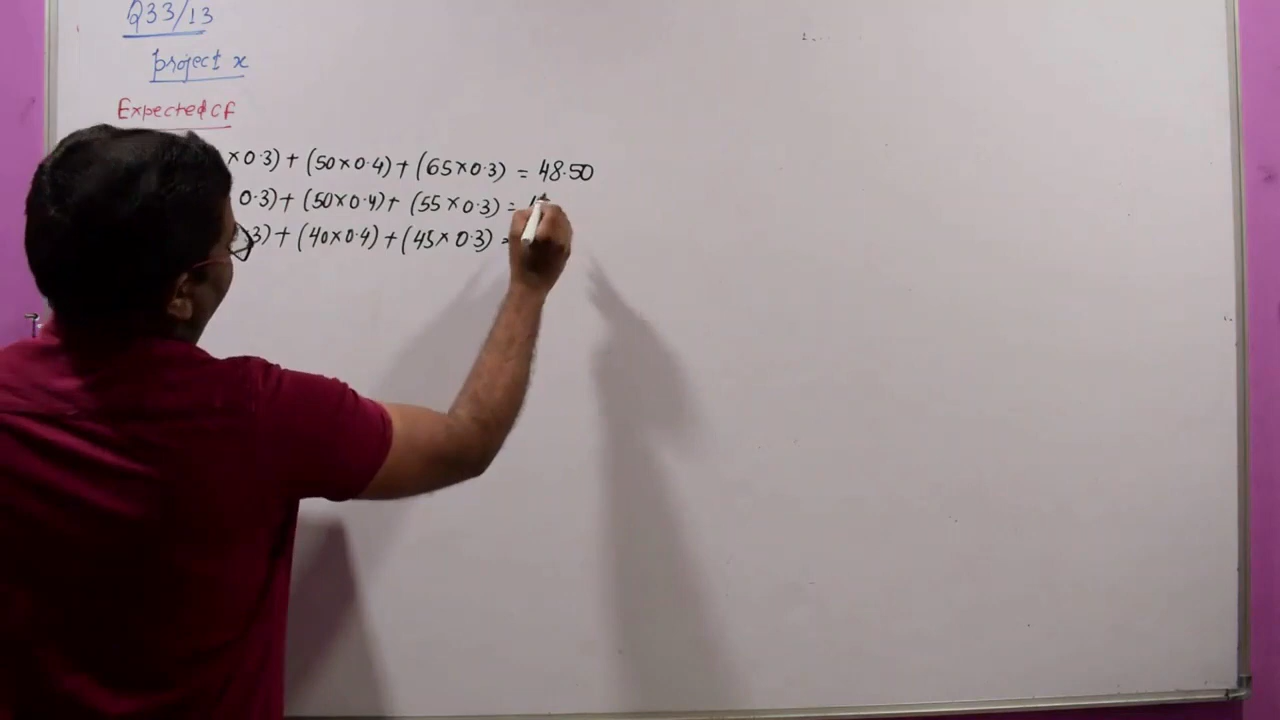 Q33/13
project x
Expected CF
×0.3) + (50×0.4) + (65×0.3) = 48.50
0.3) + (50×0.4) + (55×0.3) =
3) + (40×0.4) + (45×0.3) =